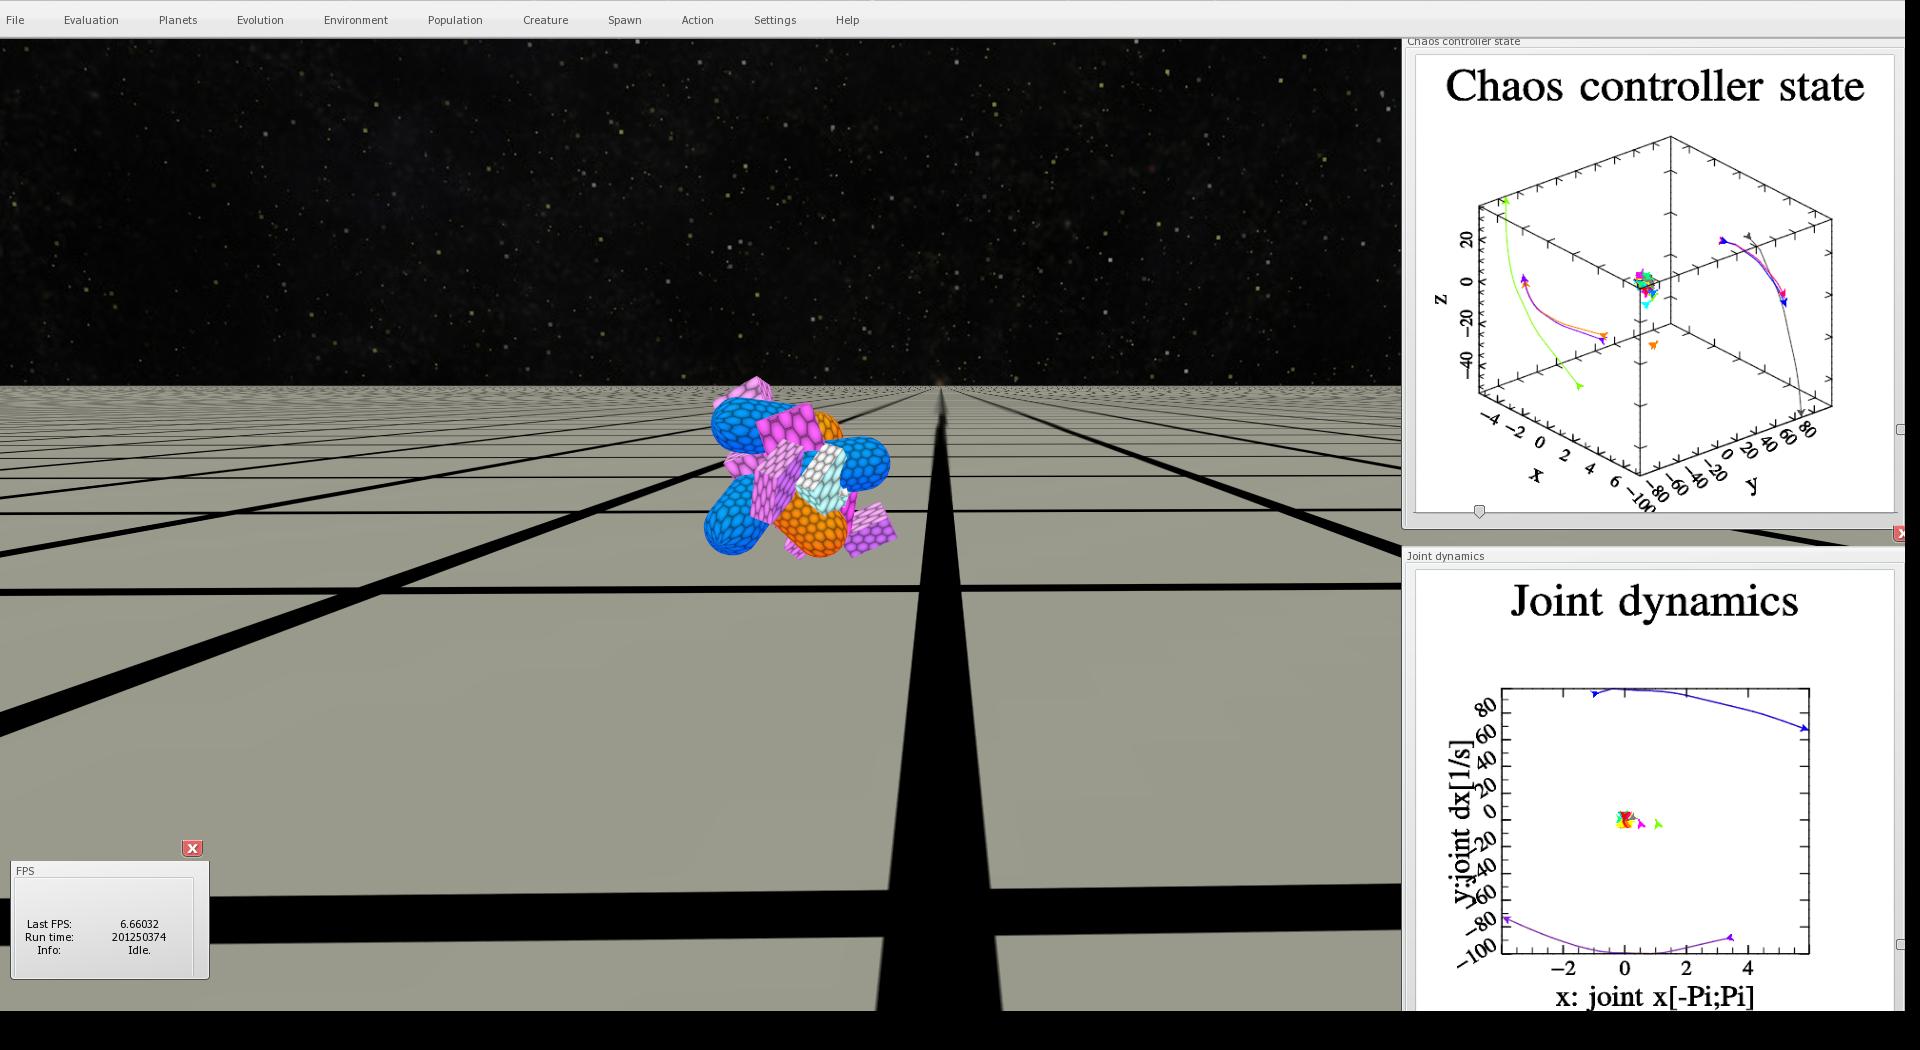 File Evaluation Planets Evolution Environment Population Creature Spawn Action Settings Help
Chaos controller state
Chaos controller state
20
0
−20
−40
z
−4 −2 0 2 4 6
x
−100 −80 −60 −40 −20 0 20 40 60 80
y
Joint dynamics
Joint dynamics
80
60
40
20
0
−20
−40
−60
−80
−100
y:joint dx[1/s]
−2 0 2 4
x: joint x[-Pi;Pi]
FPS
Last FPS: 6.66032
Run time: 201250374
Info: Idle.